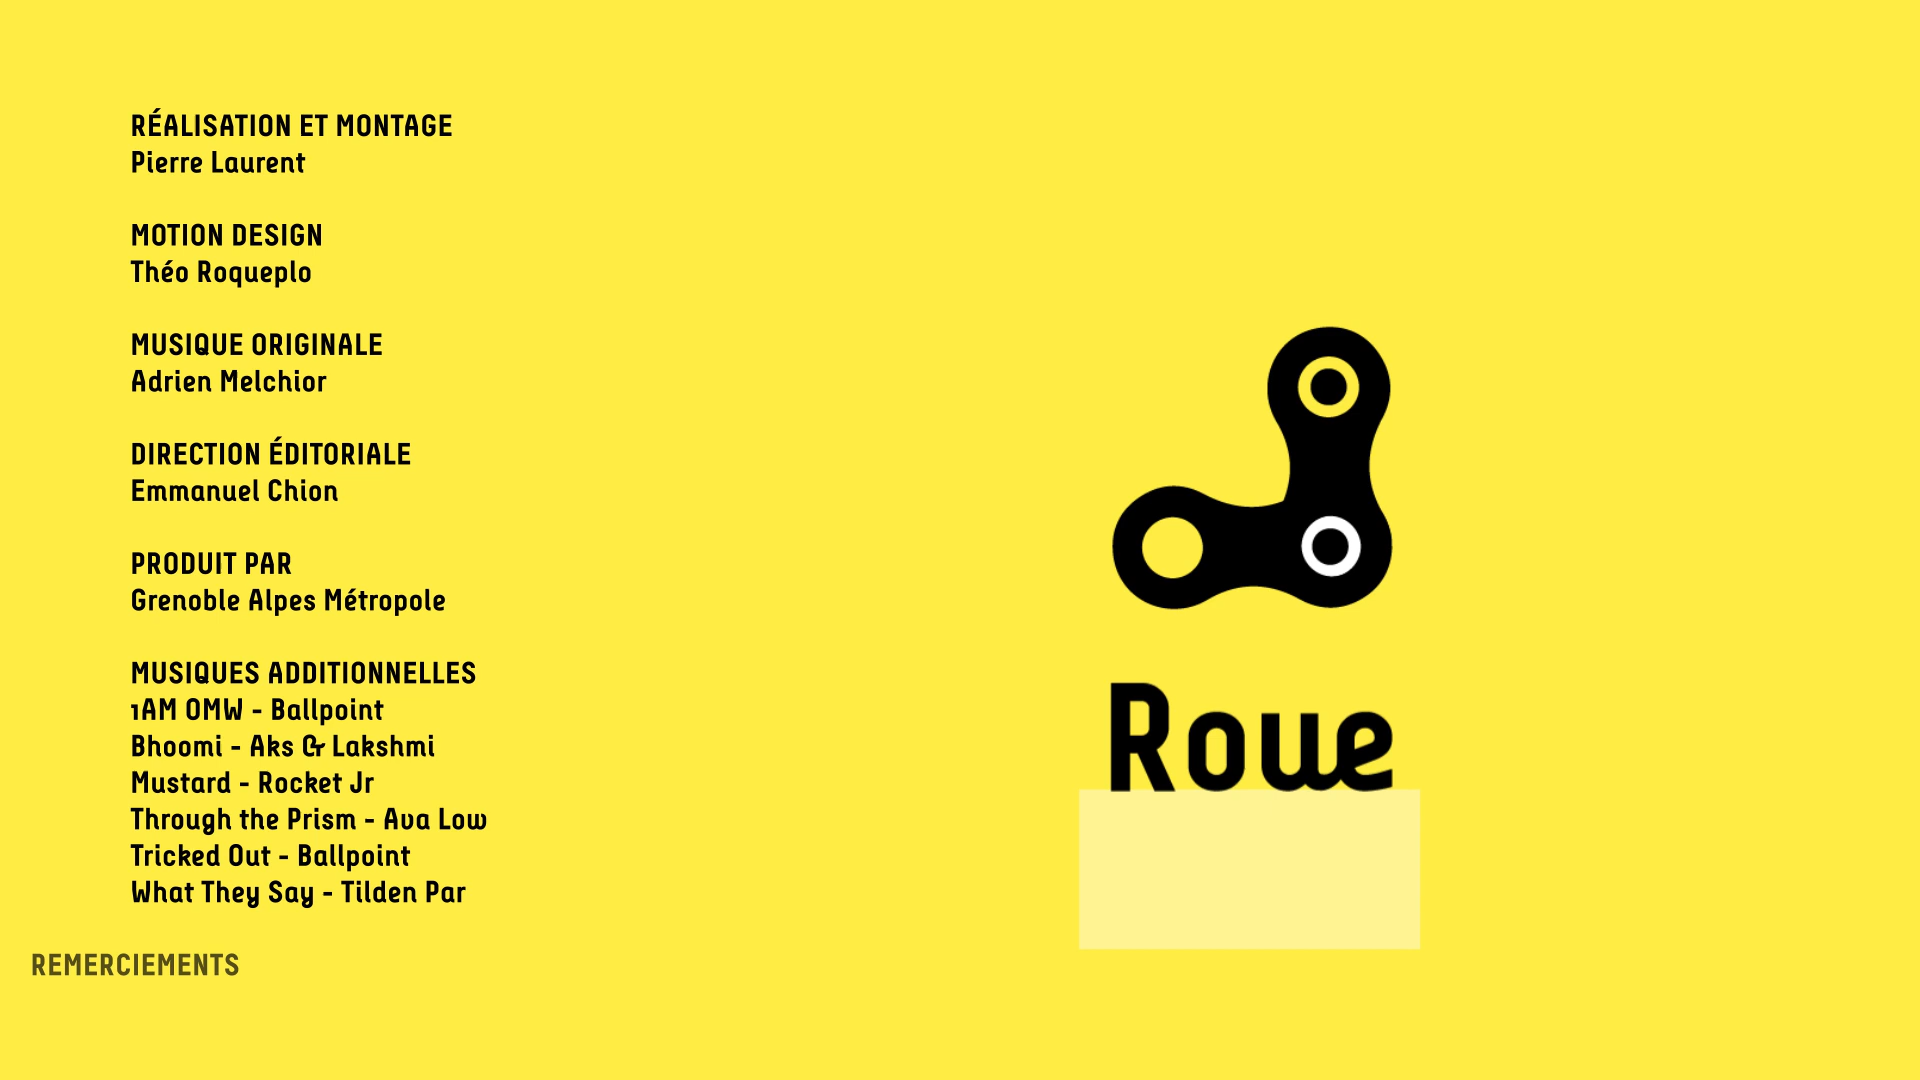 RÉALISATION ET MONTAGE
Pierre Laurent
MOTION DESIGN
Théo Roqueplo
MUSIQUE ORIGINALE
Adrien Melchior
DIRECTION ÉDITORIALE
Emmanuel Chion
PRODUIT PAR
Grenoble Alpes Métropole
MUSIQUES ADDITIONNELLES
1AM OMW - Ballpoint
Bhoomi - Aks & Lakshmi
Mustard - Rocket Jr
Through the Prism - Ava Low
Tricked Out - Ballpoint
What They Say - Tilden Par
REMERCIEMENTS
Roue